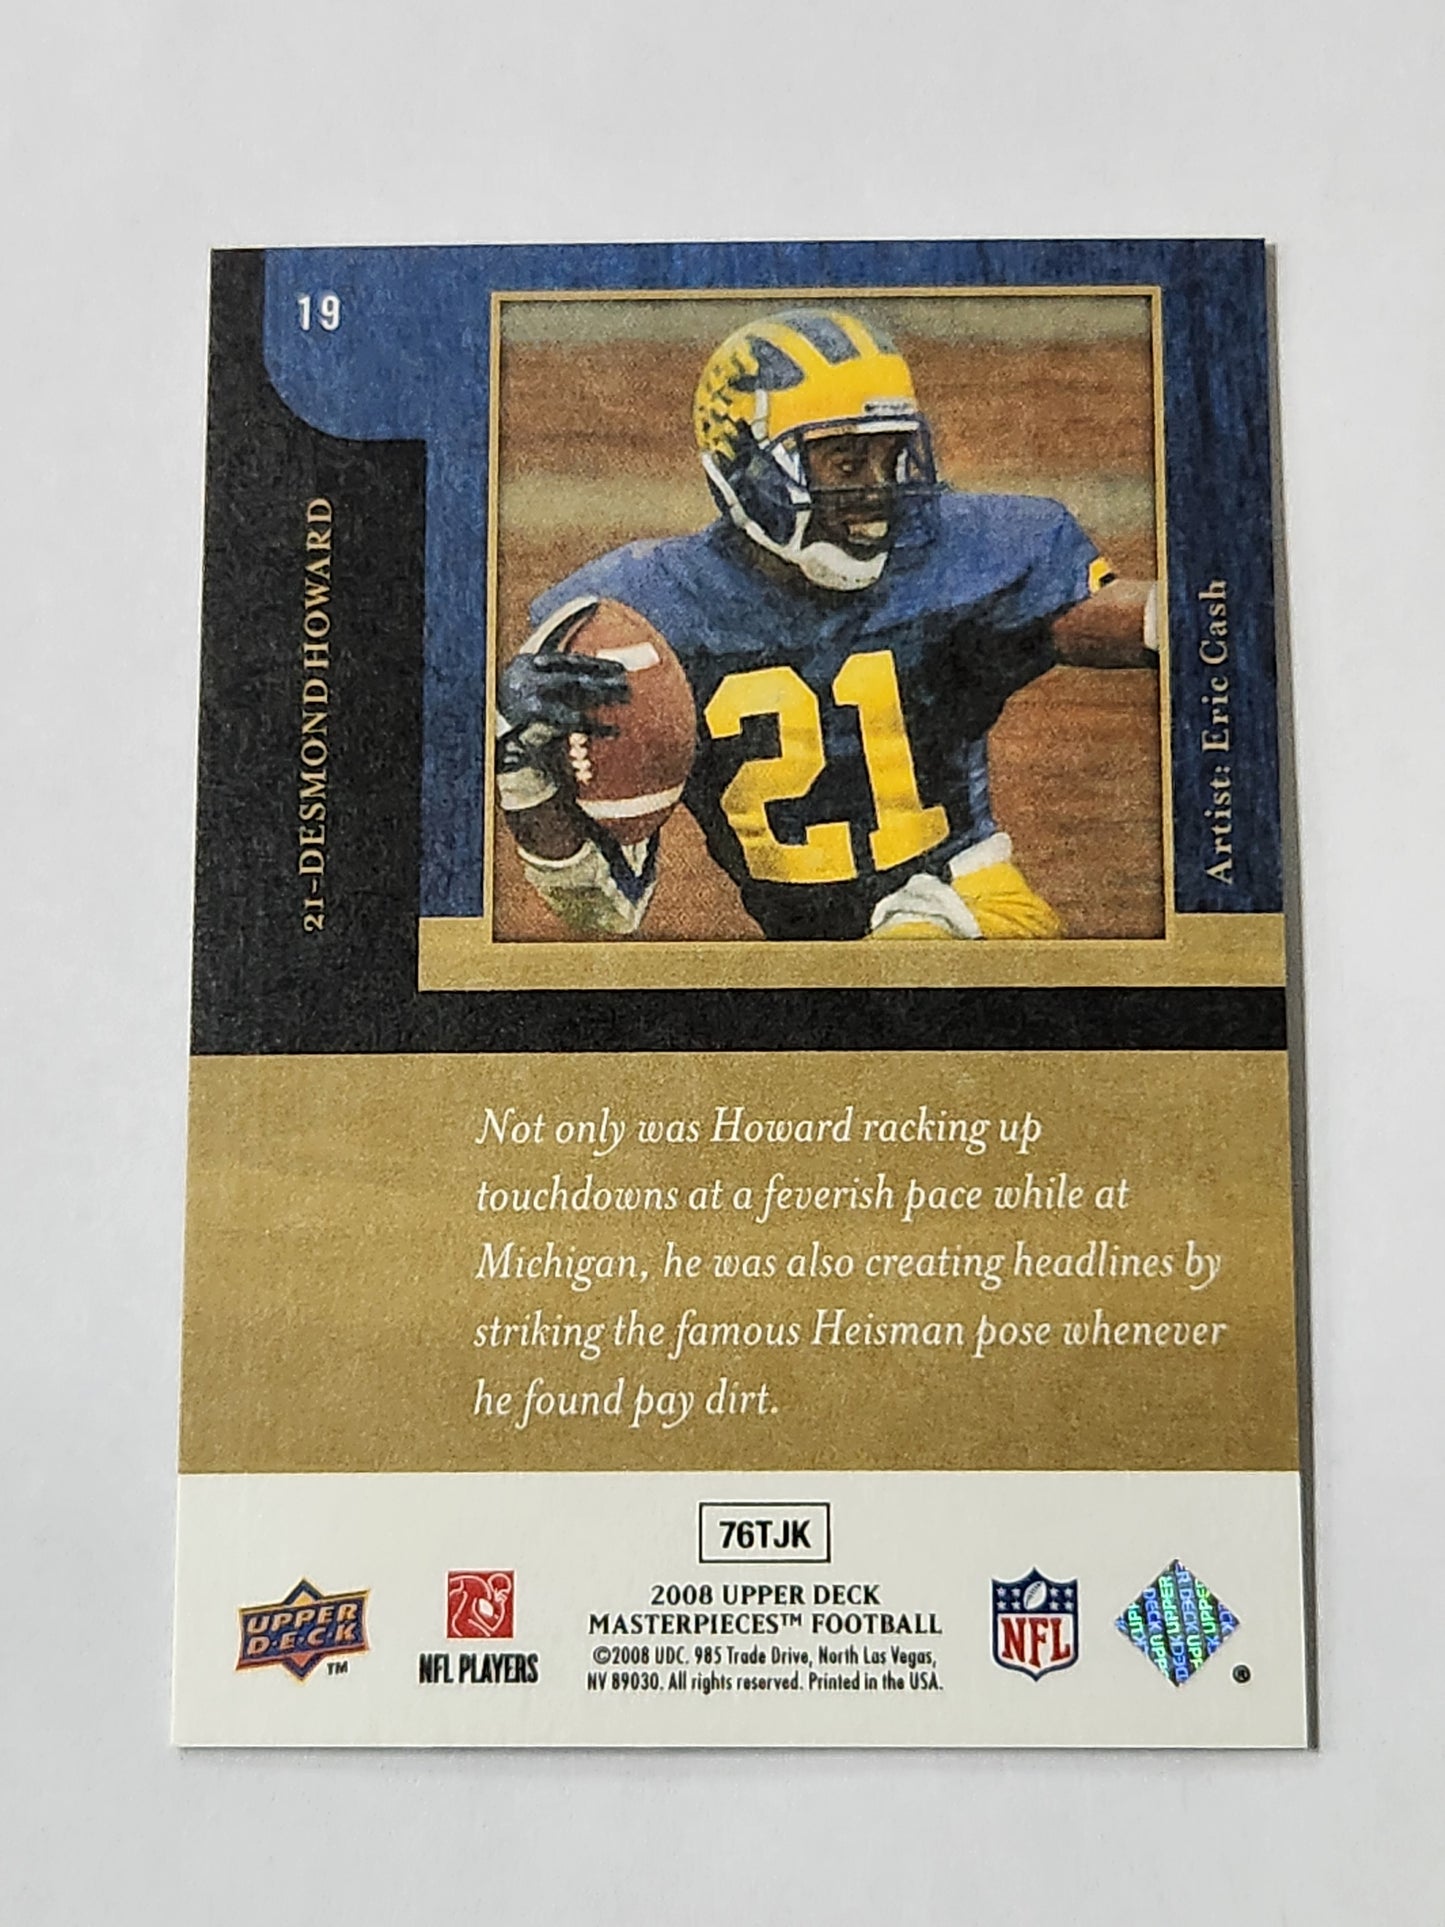 19
21-DESMOND HOWARD
21
Artist: Eric Cash
Not only was Howard racking up
touchdowns at a feverish pace while at
Michigan, he was also creating headlines by
striking the famous Heisman pose whenever
he found pay dirt.
76TJK
UPPER
DECK
TM
NFL PLAYERS
2008 UPPER DECK
MASTERPIECES™ FOOTBALL
©2008 UDC. 985 Trade Drive, North Las Vegas,
NV 89030. All rights reserved. Printed in the USA.
NFL
UPPER DECK
®